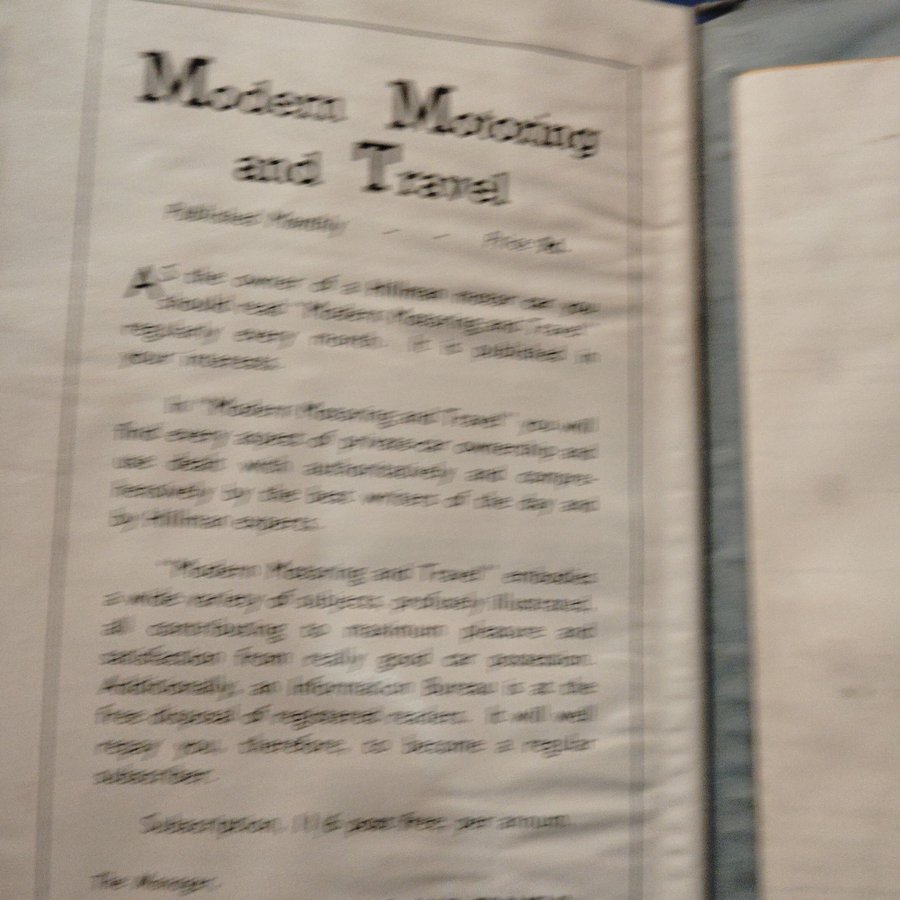 Modern Motoring
and Travel
Published Monthly - - Price 9d.
AS the owner of a Hillman motor car you
should read "Modern Motoring and Travel"
regularly every month. It is published in
your interests.
In "Modern Motoring and Travel" you will
find every aspect of private-car ownership and
use dealt with authoritatively and compre-
hensively by the best writers of the day and
by Hillman experts.
"Modern Motoring and Travel" embodies
a wide variety of subjects, profusely illustrated,
all contributing to maximum pleasure and
satisfaction from really good car possession.
Additionally, an Information Bureau is at the
free disposal of registered readers. It will well
repay you, therefore, to become a regular
subscriber.
Subscription, 11/6 post free, per annum.
The Manager,